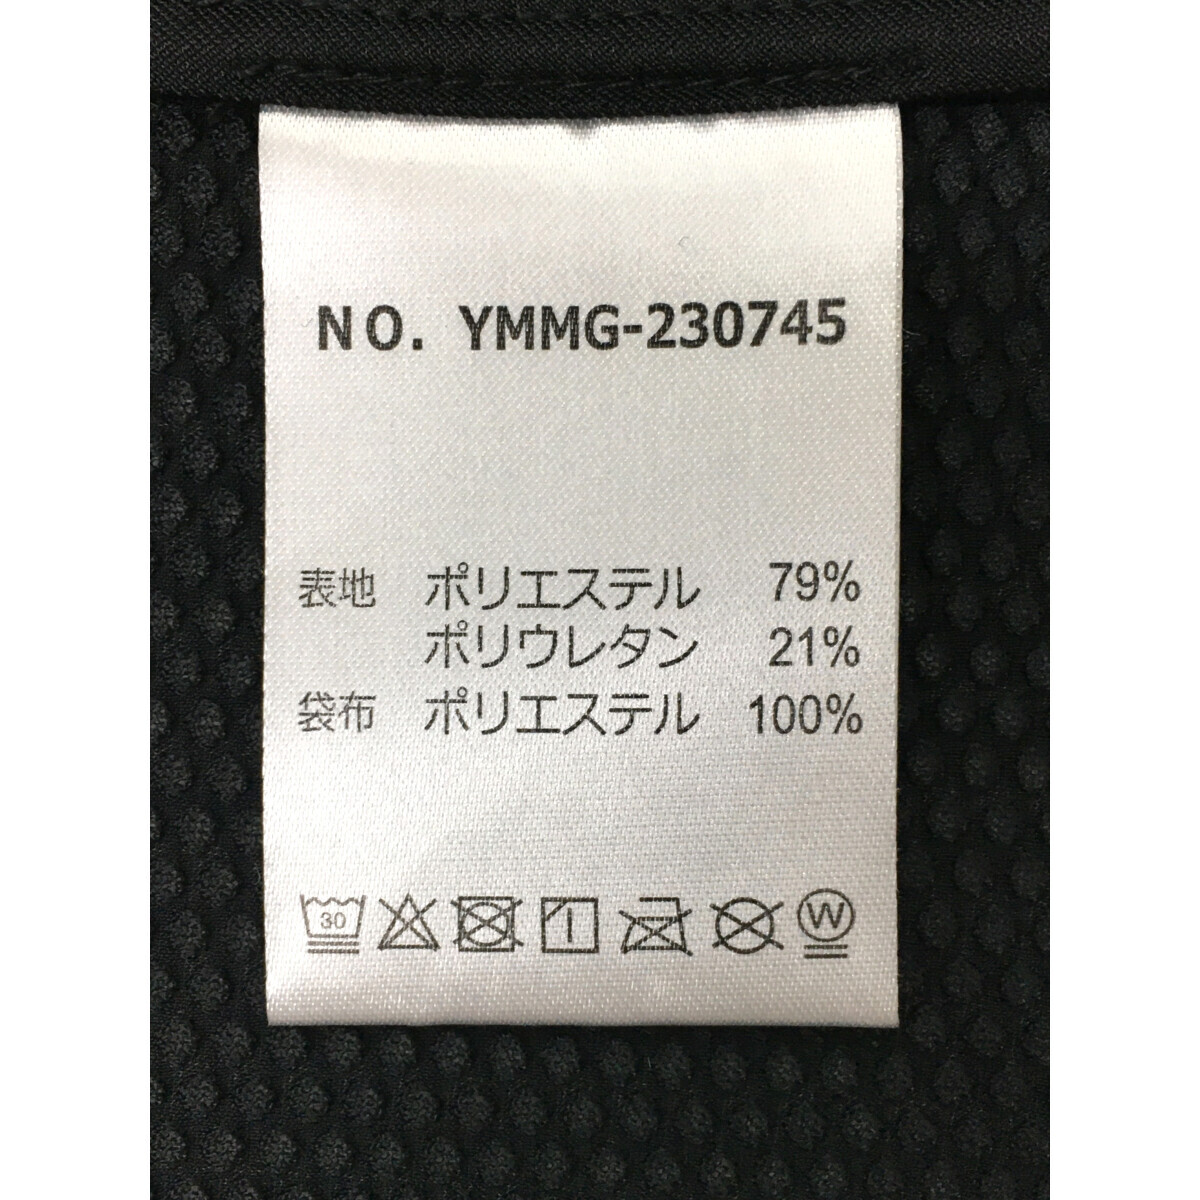 NO. YMMG-230745
表地 ポリエステル 79%
ポリウレタン 21%
袋布 ポリエステル 100%
30 W